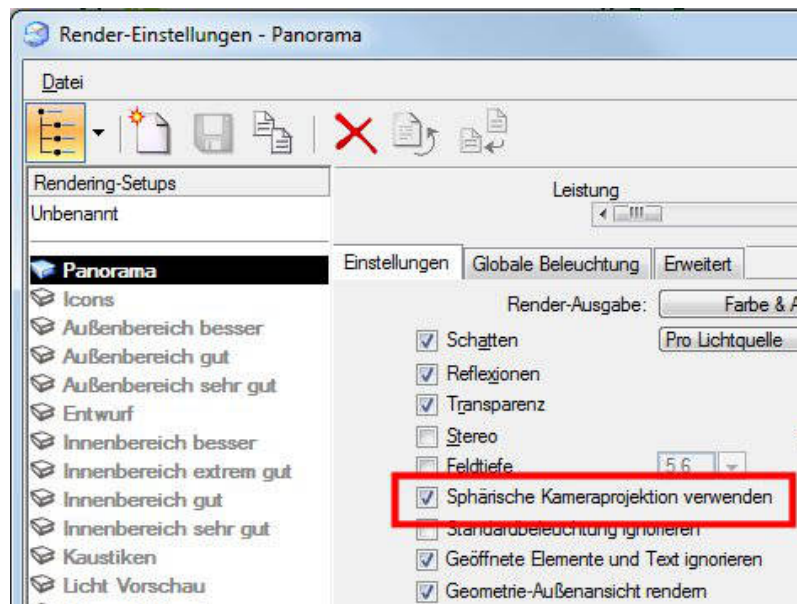 Render-Einstellungen - Panorama
Datei
Rendering-Setups
Unbenannt
Panorama
Icons
Außenbereich besser
Außenbereich gut
Außenbereich sehr gut
Entwurf
Innenbereich besser
Innenbereich extrem gut
Innenbereich gut
Innenbereich sehr gut
Kaustiken
Licht Vorschau
Leistung
Einstellungen Globale Beleuchtung Erweitert
Render-Ausgabe: Farbe & A
Schatten Pro Lichtquelle
Reflexionen
Transparenz
Stereo
Feldtiefe 5.6
Sphärische Kameraprojektion verwenden
Standardbeleuchtung ignorieren
Geöffnete Elemente und Text ignorieren
Geometrie-Außenansicht rendern